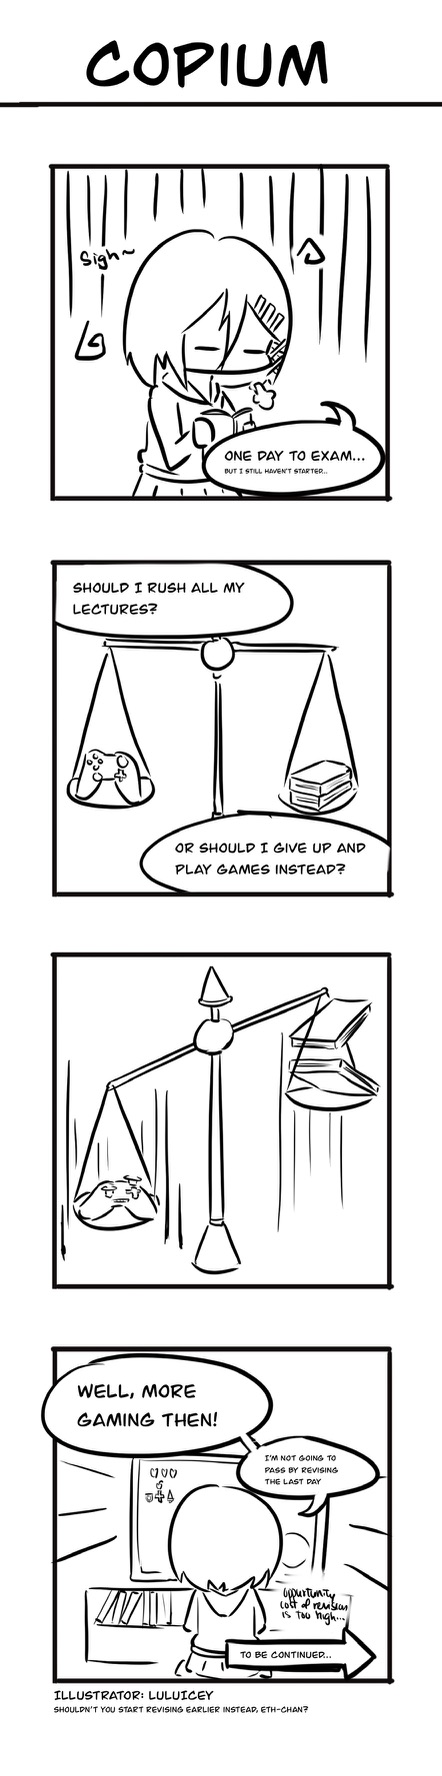 COPIUM
Sigh~
ONE DAY TO EXAM...
BUT I STILL HAVEN'T STARTED...
SHOULD I RUSH ALL MY
LECTURES?
OR SHOULD I GIVE UP AND
PLAY GAMES INSTEAD?
WELL, MORE
GAMING THEN!
I'M NOT GOING TO
PASS BY REVISING
THE LAST DAY
oppurtunity
cost of revision
is too high...
TO BE CONTINUED...
ILLUSTRATOR: LULUICEY
SHOULDN'T YOU START REVISING EARLIER INSTEAD, ETH-CHAN?